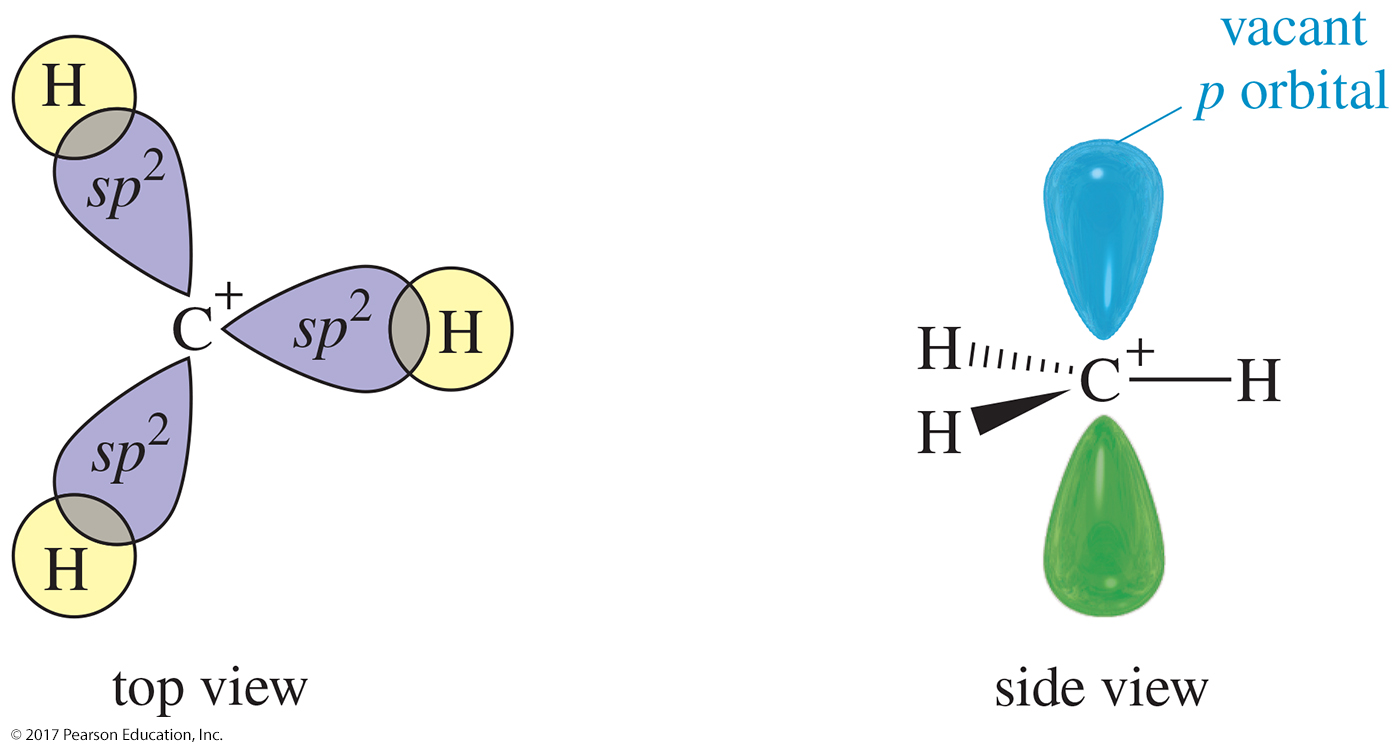 H
sp²
C⁺
sp²
H
sp²
H
top view
vacant
p orbital
H
C⁺
H
H
side view
© 2017 Pearson Education, Inc.